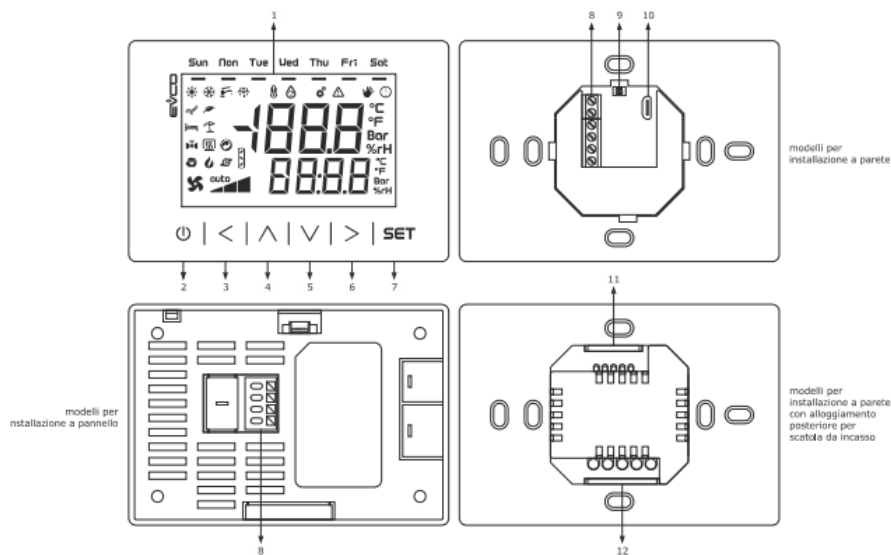 1
Sun Mon Tue Wed Thu Fri Sat
EVCO
188.8
°C
°F
Bar
%rH
auto
88:8.8
°C
°F
Bar
%rH
SET
2 3 4 5 6 7
8 9 10
modelli per
installazione a parete
modelli per
nstallazione a pannello
8
11
modelli per
installazione a parete
con alloggiamento
posteriore per
scatola da incasso
12